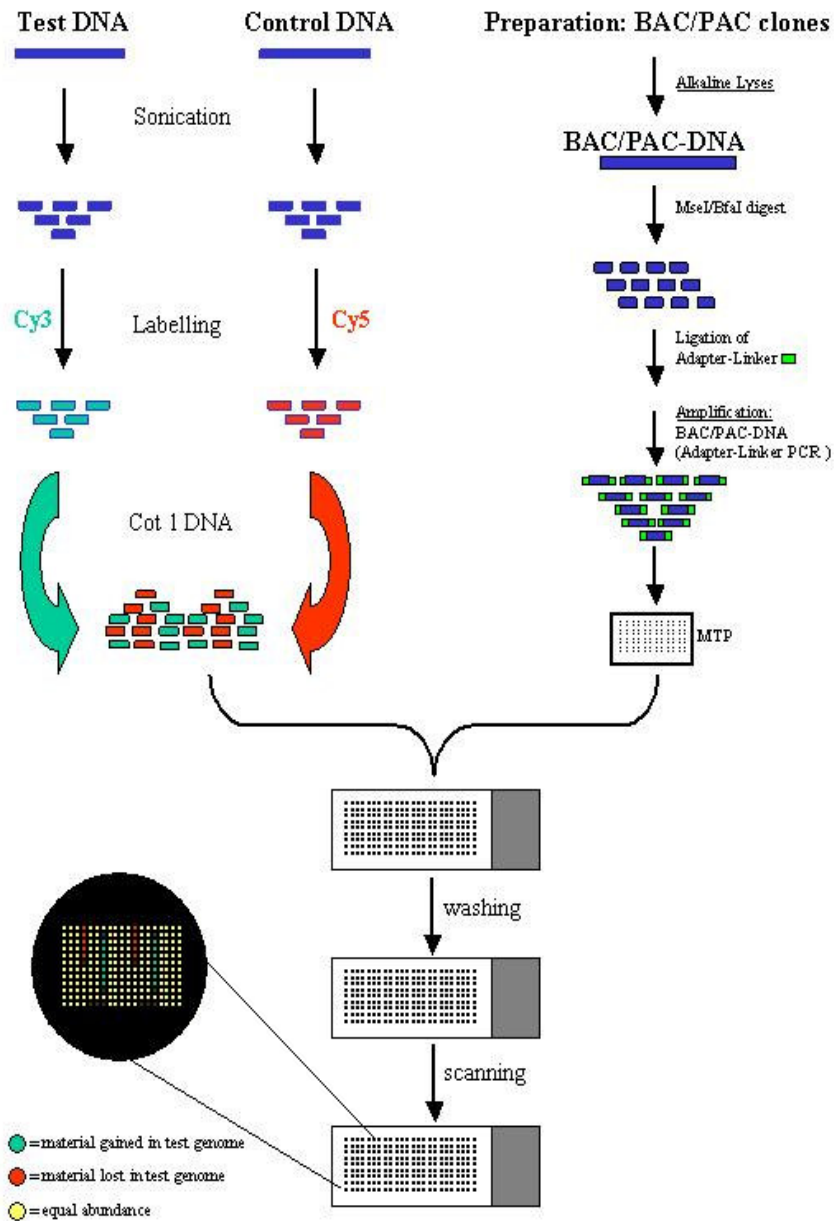 Test DNA
Control DNA
Preparation: BAC/PAC clones
Alkaline Lyses
Sonication
BAC/PAC-DNA
MseI/BfaI digest
Cy3
Labelling
Cy5
Ligation of
Adapter-Linker
Amplification:
BAC/PAC-DNA
(Adapter-Linker PCR )
Cot 1 DNA
MTP
washing
scanning
=material gained in test genome
=material lost in test genome
=equal abundance